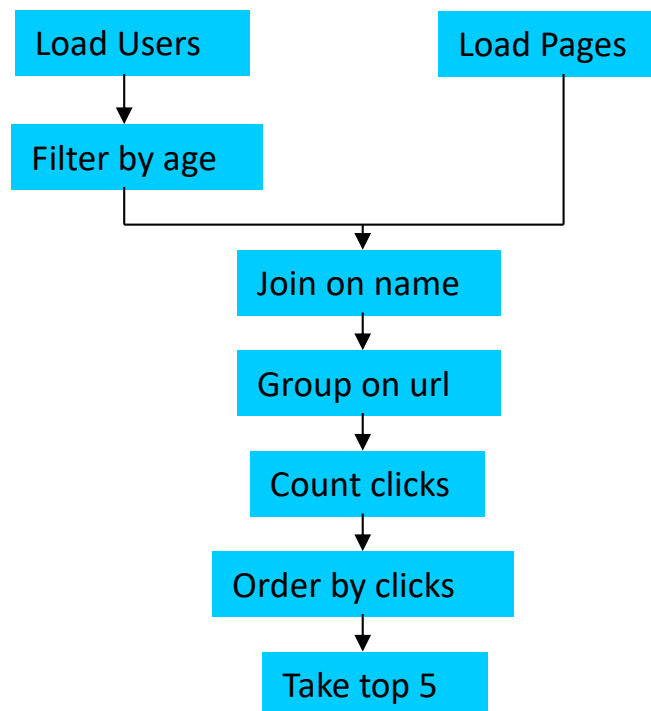 Load Users
Load Pages
Filter by age
Join on name
Group on url
Count clicks
Order by clicks
Take top 5